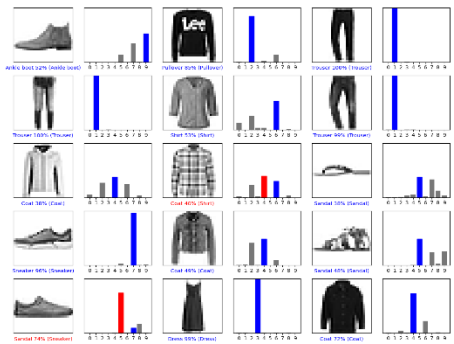 Lee
0 1 2 3 4 5 6 7 8 9
0 1 2 3 4 5 6 7 8 9
0 1 2 3 4 5 6 7 8 9
Ankle boot 52% (Ankle boot)
Pullover (Pullover)
Trouser 100% (Trouser)
0 1 2 3 4 5 6 7 8 9
0 1 2 3 4 5 6 7 8 9
0 1 2 3 4 5 6 7 8 9
Trouser 100% (Trouser)
Shirt 53% (Shirt)
Trouser 99% (Trouser)
0 1 2 3 4 5 6 7 8 9
0 1 2 3 4 5 6 7 8 9
0 1 2 3 4 5 6 7 8 9
Coat 38% (Coat)
Coat 40% (Shirt)
Sandal (Sandal)
0 1 2 3 4 5 6 7 8 9
0 1 2 3 4 5 6 7 8 9
0 1 2 3 4 5 6 7 8 9
Sneaker 96% (Sneaker)
Coat 49% (Coat)
Sandal 48% (Sandal)
0 1 2 3 4 5 6 7 8 9
0 1 2 3 4 5 6 7 8 9
0 1 2 3 4 5 6 7 8 9
Sandal 74% (Sneaker)
Dress 99% (Dress)
Coat 77% (Coat)